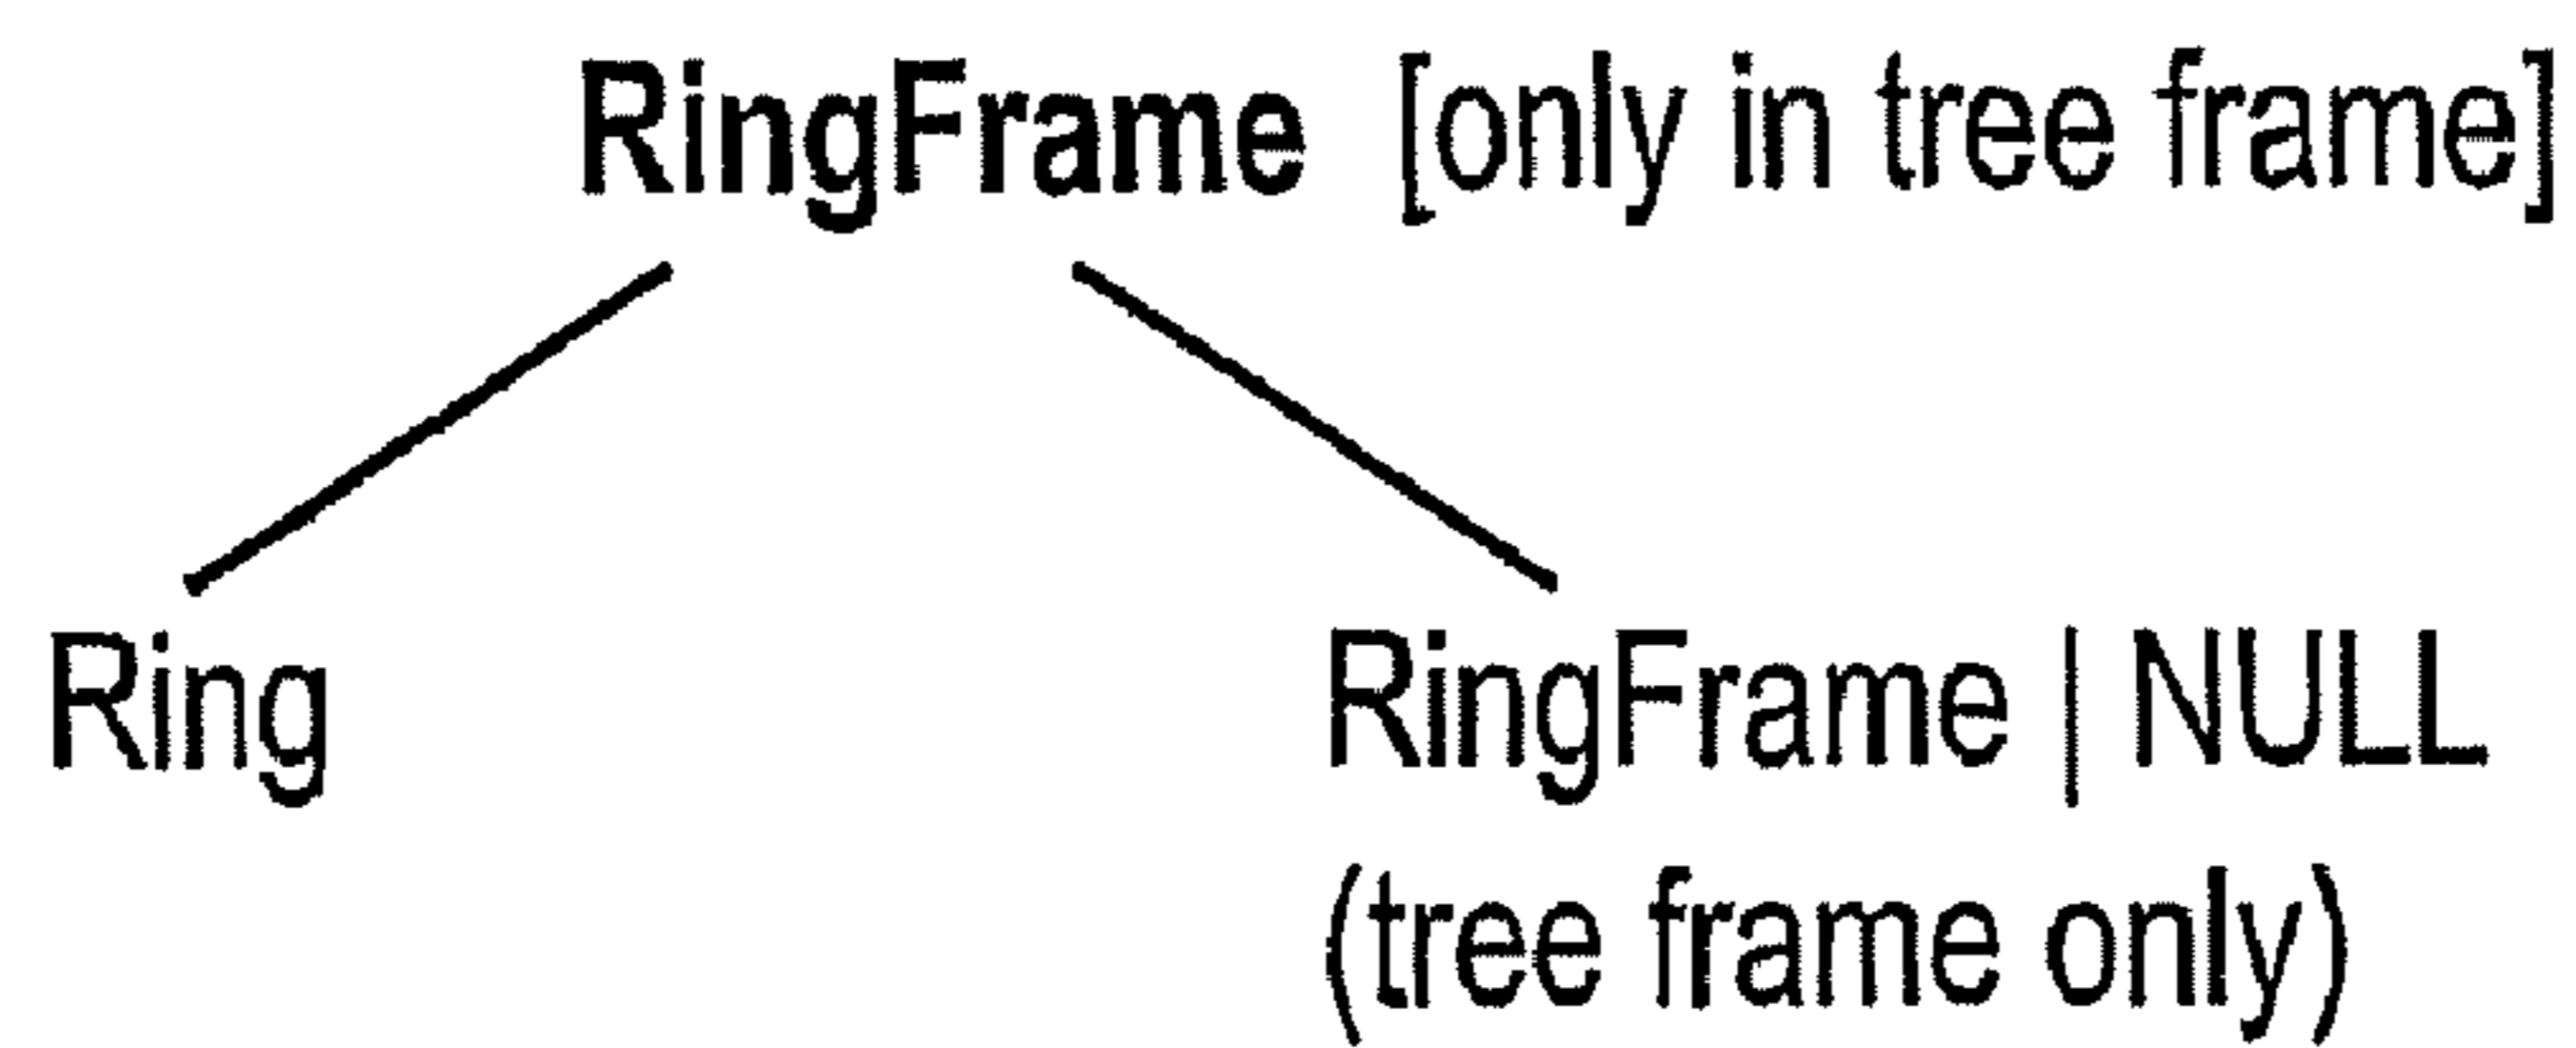 RingFrame [only in tree frame]
Ring
RingFrame | NULL
(tree frame only)